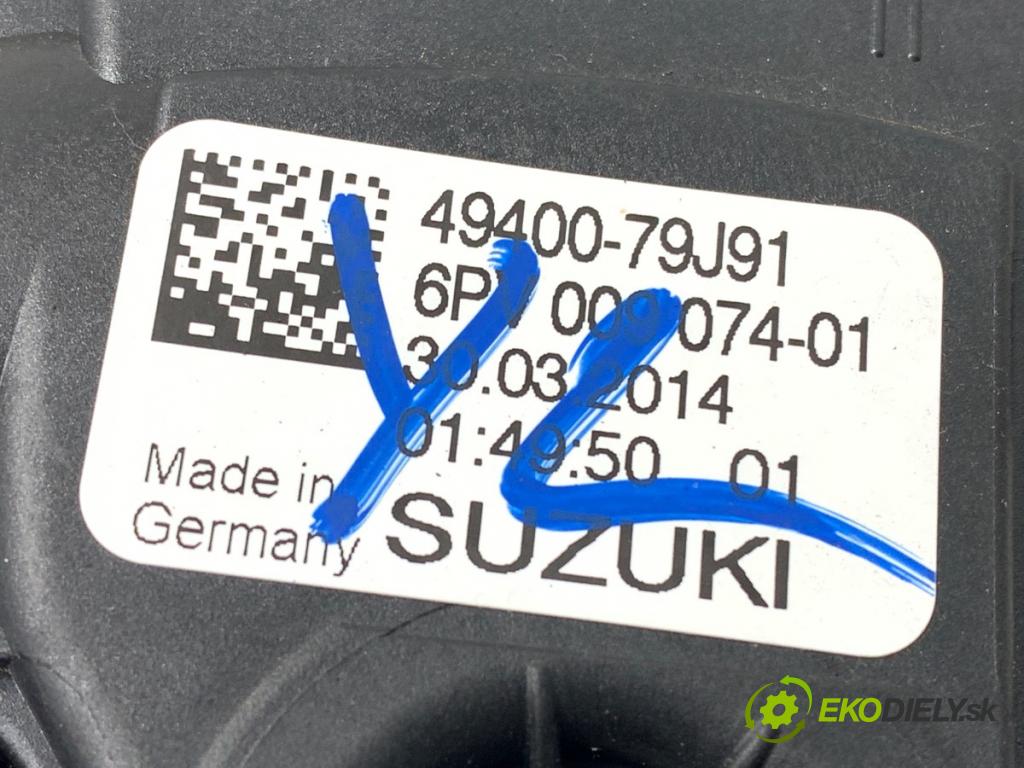 49400-79J91
6PV 009 074-01
30.03.2014
01:49:50 01
Made in
Germany
SUZUKI
YL
EKODIELY.sk